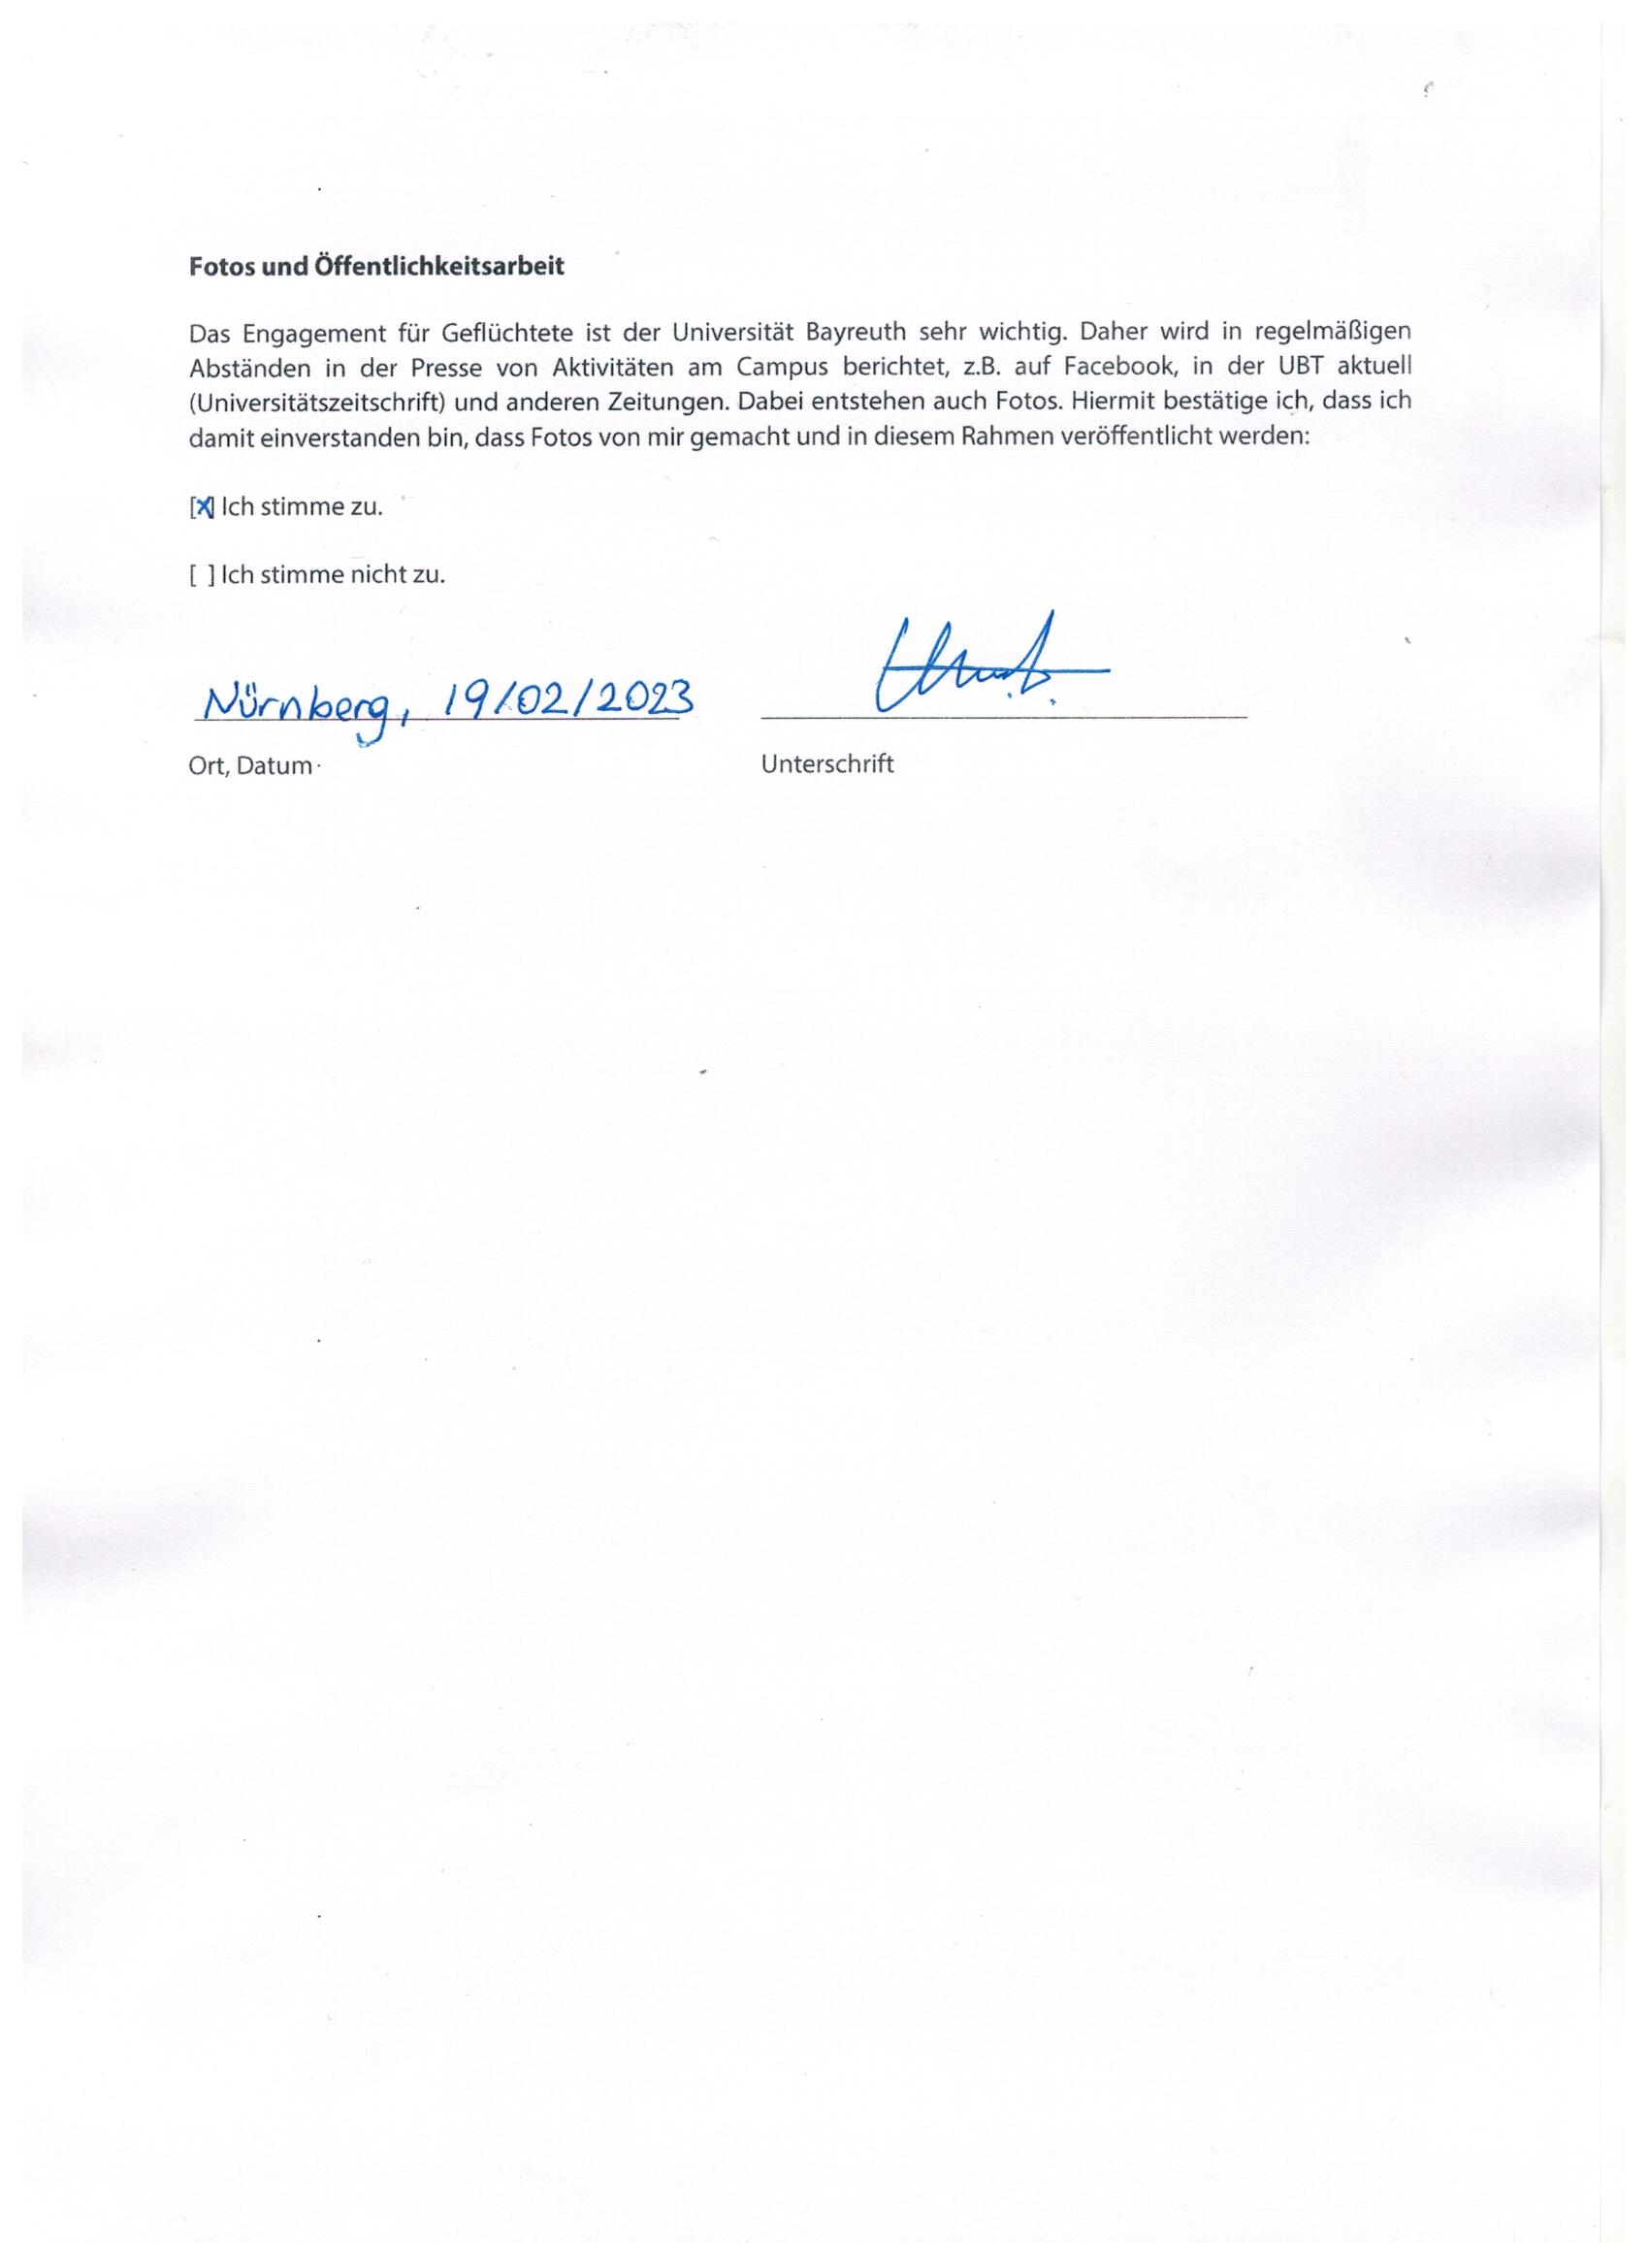 Fotos und Öffentlichkeitsarbeit
Das Engagement für Geflüchtete ist der Universität Bayreuth sehr wichtig. Daher wird in regelmäßigen
Abständen in der Presse von Aktivitäten am Campus berichtet, z.B. auf Facebook, in der UBT aktuell
(Universitätszeitschrift) und anderen Zeitungen. Dabei entstehen auch Fotos. Hiermit bestätige ich, dass ich
damit einverstanden bin, dass Fotos von mir gemacht und in diesem Rahmen veröffentlicht werden:
[x] Ich stimme zu.
[ ] Ich stimme nicht zu.
Nürnberg, 19/02/2023
Ort, Datum
Unterschrift